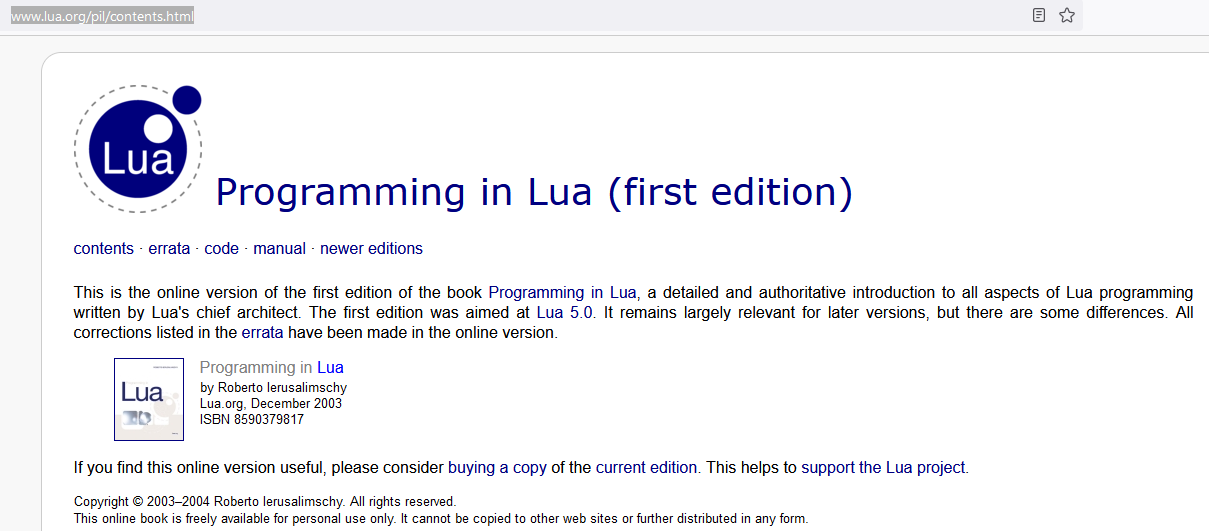 www.lua.org/pil/contents.html
Lua
Programming in Lua (first edition)
contents · errata · code · manual · newer editions
This is the online version of the first edition of the book Programming in Lua, a detailed and authoritative introduction to all aspects of Lua programming
written by Lua's chief architect. The first edition was aimed at Lua 5.0. It remains largely relevant for later versions, but there are some differences. All
corrections listed in the errata have been made in the online version.
Lua
Programming in Lua
by Roberto Ierusalimschy
Lua.org, December 2003
ISBN 8590379817
If you find this online version useful, please consider buying a copy of the current edition. This helps to support the Lua project.
Copyright © 2003–2004 Roberto Ierusalimschy. All rights reserved.
This online book is freely available for personal use only. It cannot be copied to other web sites or further distributed in any form.